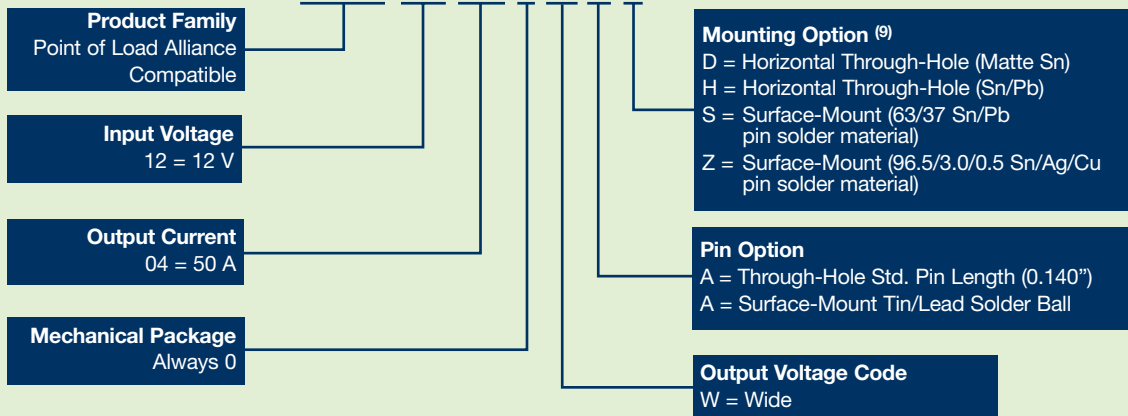 Product Family
Point of Load Alliance
Compatible
Input Voltage
12 = 12 V
Output Current
04 = 50 A
Mechanical Package
Always 0
Mounting Option (9)
D = Horizontal Through-Hole (Matte Sn)
H = Horizontal Through-Hole (Sn/Pb)
S = Surface-Mount (63/37 Sn/Pb
pin solder material)
Z = Surface-Mount (96.5/3.0/0.5 Sn/Ag/Cu
pin solder material)
Pin Option
A = Through-Hole Std. Pin Length (0.140”)
A = Surface-Mount Tin/Lead Solder Ball
Output Voltage Code
W = Wide